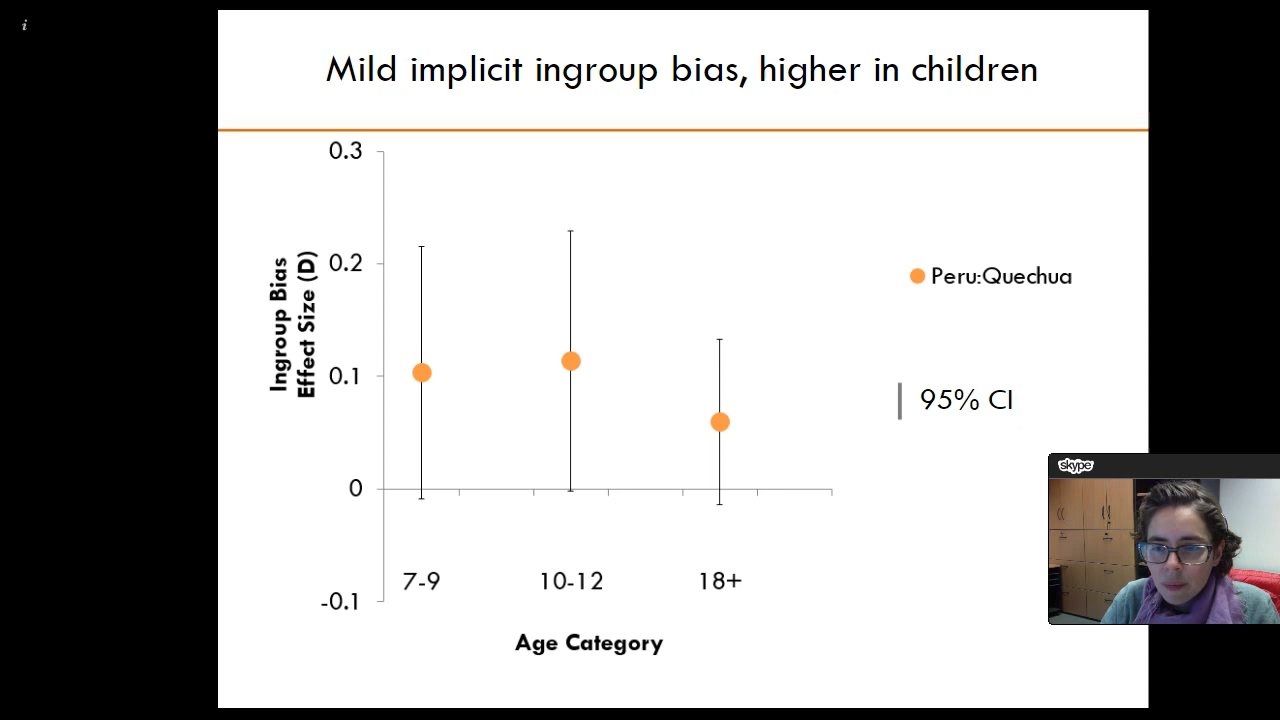 i
Mild implicit ingroup bias, higher in children
0.3
0.2
0.1
0
-0.1
Ingroup Bias
Effect Size (D)
Peru:Quechua
95% CI
skype
7-9 10-12 18+
Age Category